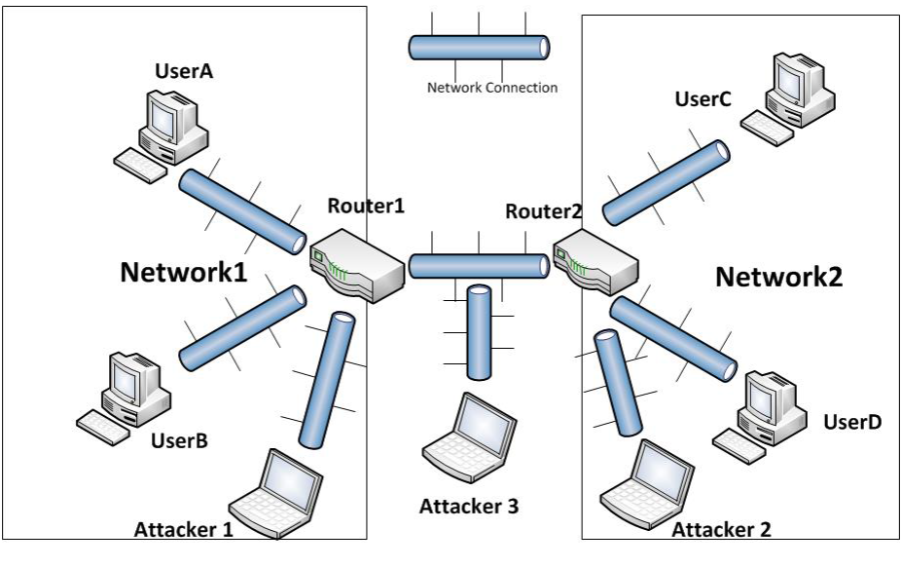 UserA
Network Connection
UserC
Router1
Router2
Network1
Network2
UserB
UserD
Attacker 3
Attacker 1
Attacker 2